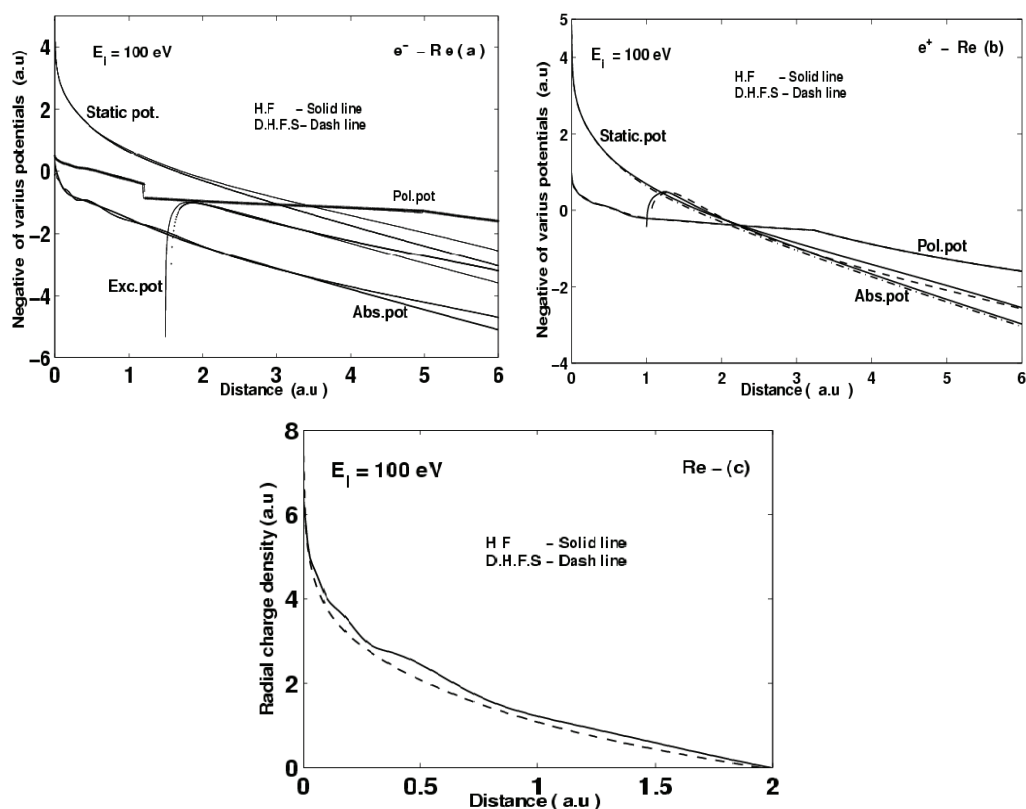 E_I = 100 eV
e⁻ – Re (a)
H.F – Solid line
D.H.F.S – Dash line
Static pot.
Pol.pot
Exc.pot
Abs.pot
Negative of varius potentials (a.u)
4
2
0
−2
−4
−6
0
1
2
3
4
5
6
Distance (a.u)
E_I = 100 eV
e⁺ – Re (b)
H.F – Solid line
D.H.F.S – Dash line
Static.pot
Pol.pot
Abs.pot
Negative of varius potentials (a.u)
5
4
2
0
−2
−4
0
1
2
3
4
5
6
Distance ( a.u )
E_I = 100 eV
Re – (c)
H F – Solid line
D.H.F.S – Dash line
Radial charge density (a.u)
8
6
4
2
0
0
0.5
1
1.5
2
Distance ( a.u )